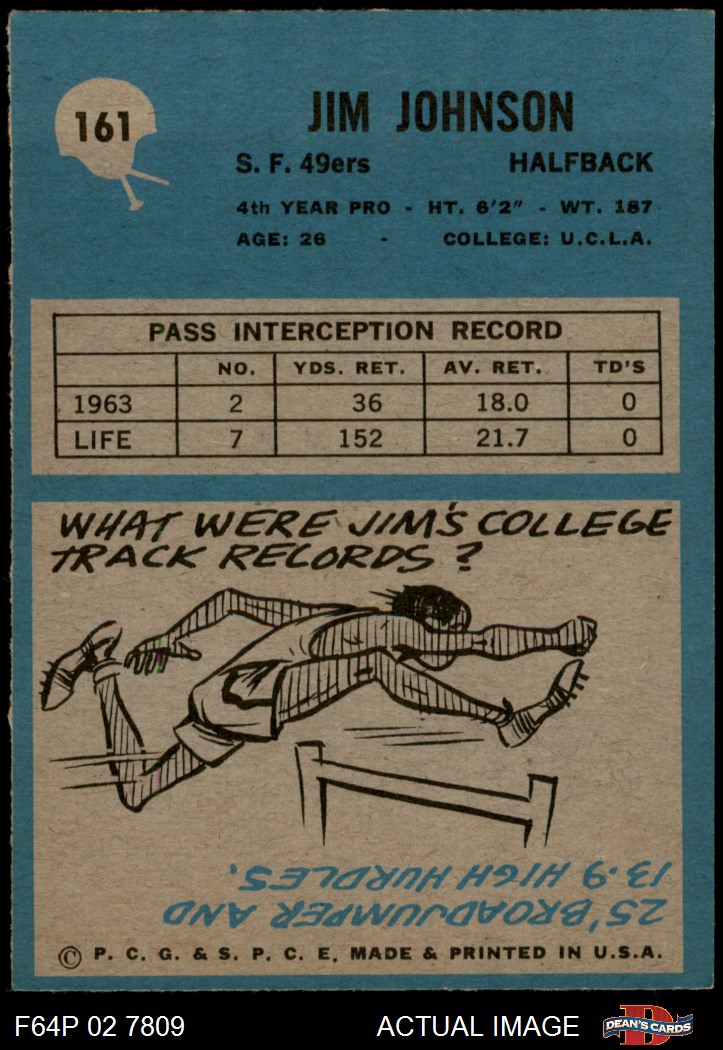 161
JIM JOHNSON
S. F. 49ers HALFBACK
4th YEAR PRO - HT. 6'2" - WT. 187
AGE: 26 - COLLEGE: U.C.L.A.
PASS INTERCEPTION RECORD
NO. YDS. RET. AV. RET. TD'S
1963 2 36 18.0 0
LIFE 7 152 21.7 0
WHAT WERE JIM'S COLLEGE
TRACK RECORDS?
25' BROADJUMPER AND
13.9 HIGH HURDLES.
© P. C. G. & S. P. C. E. MADE & PRINTED IN U.S.A.
F64P 02 7809 ACTUAL IMAGE D DEAN'S CARDS